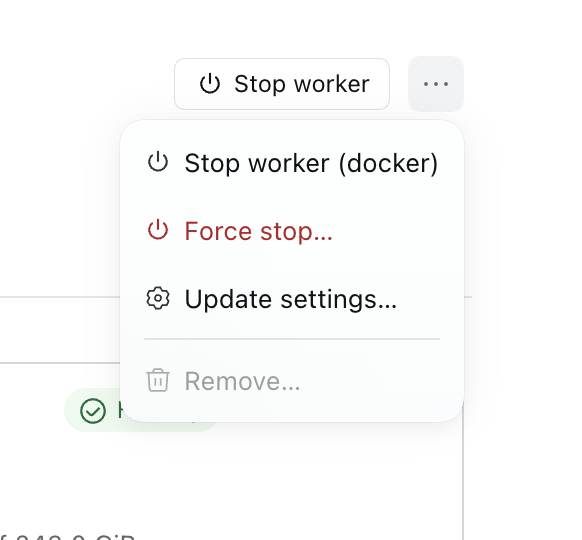 Stop worker
Stop worker (docker)
Force stop...
Update settings...
Remove...